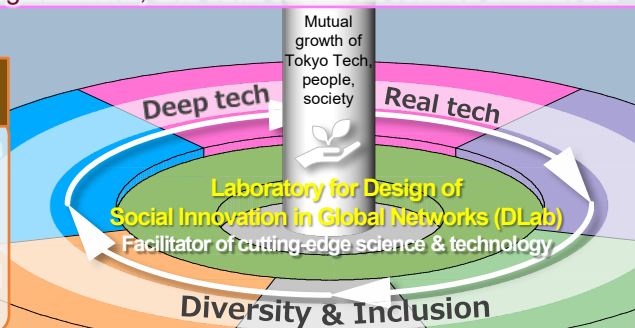 Mutual
growth of
Tokyo Tech,
people,
society
Deep tech
Real tech
Laboratory for Design of
Social Innovation in Global Networks (DLab)
Facilitator of cutting-edge science & technology
Diversity & Inclusion